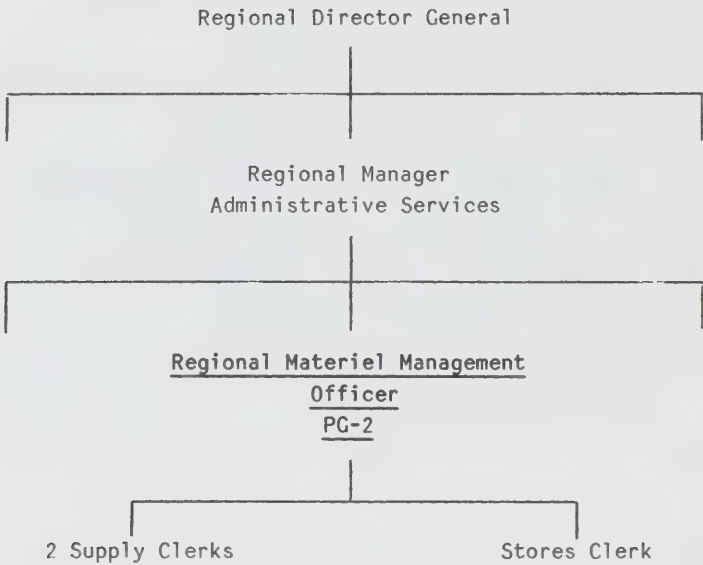 Regional Director General
Regional Manager
Administrative Services
Regional Materiel Management
Officer
PG-2
2 Supply Clerks
Stores Clerk